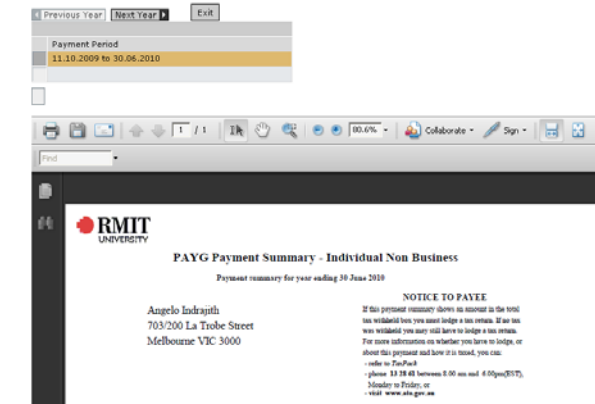 Previous Year Next Year Exit
Payment Period
11.10.2009 to 30.06.2010
1 / 1 80.6% Collaborate Sign
Find
RMIT
UNIVERSITY
PAYG Payment Summary - Individual Non Business
Payment summary for year ending 30 June 2010
NOTICE TO PAYEE
Angelo Indrajith
703/200 La Trobe Street
Melbourne VIC 3000
If this payment summary shows an amount in the total
tax withheld box you must lodge a tax return. If no tax
was withheld you may still have to lodge a tax return.
For more information on whether you have to lodge, or
about this payment and how it is taxed, you can:
- refer to TaxPack
- phone 13 28 61 between 8.00 am and 6.00pm(EST),
Monday to Friday, or
- visit www.ato.gov.au